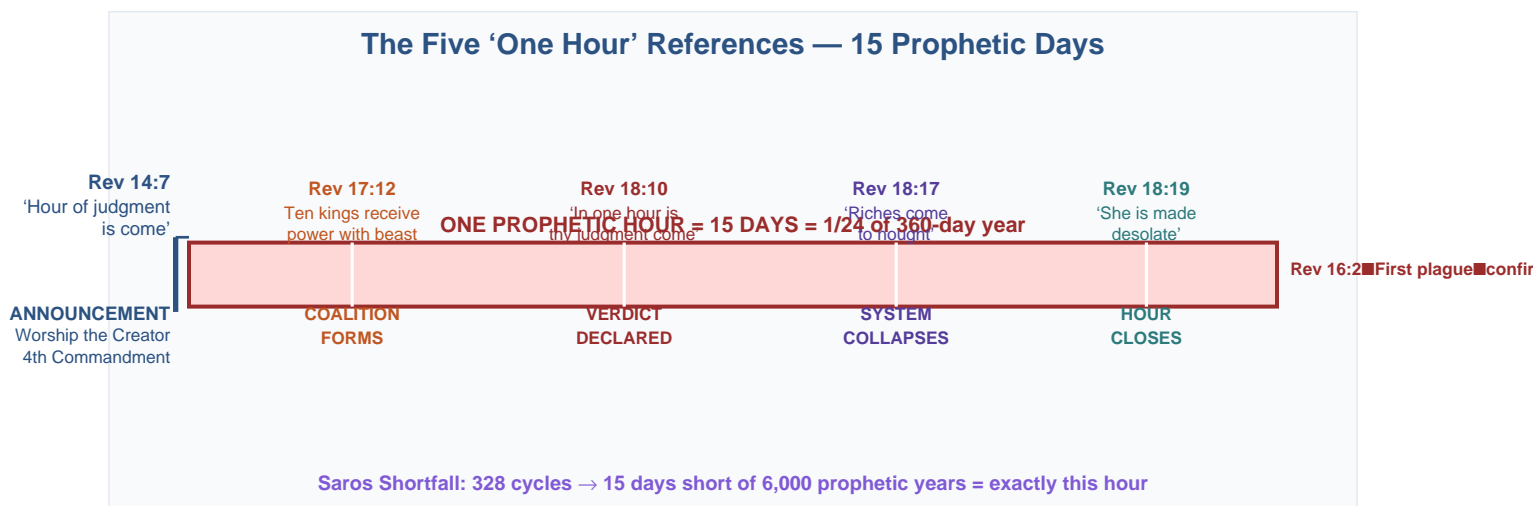 The Five ‘One Hour’ References — 15 Prophetic Days
Rev 14:7
‘Hour of judgment
is come’
Rev 17:12
Ten kings receive
power with beast
Rev 18:10
‘In one hour is
thy judgment come’
Rev 18:17
‘Riches come
to nought’
Rev 18:19
‘She is made
desolate’
ONE PROPHETIC HOUR = 15 DAYS = 1/24 of 360-day year
Rev 16:2■First plague■confir
ANNOUNCEMENT
Worship the Creator
4th Commandment
COALITION
FORMS
VERDICT
DECLARED
SYSTEM
COLLAPSES
HOUR
CLOSES
Saros Shortfall: 328 cycles → 15 days short of 6,000 prophetic years = exactly this hour